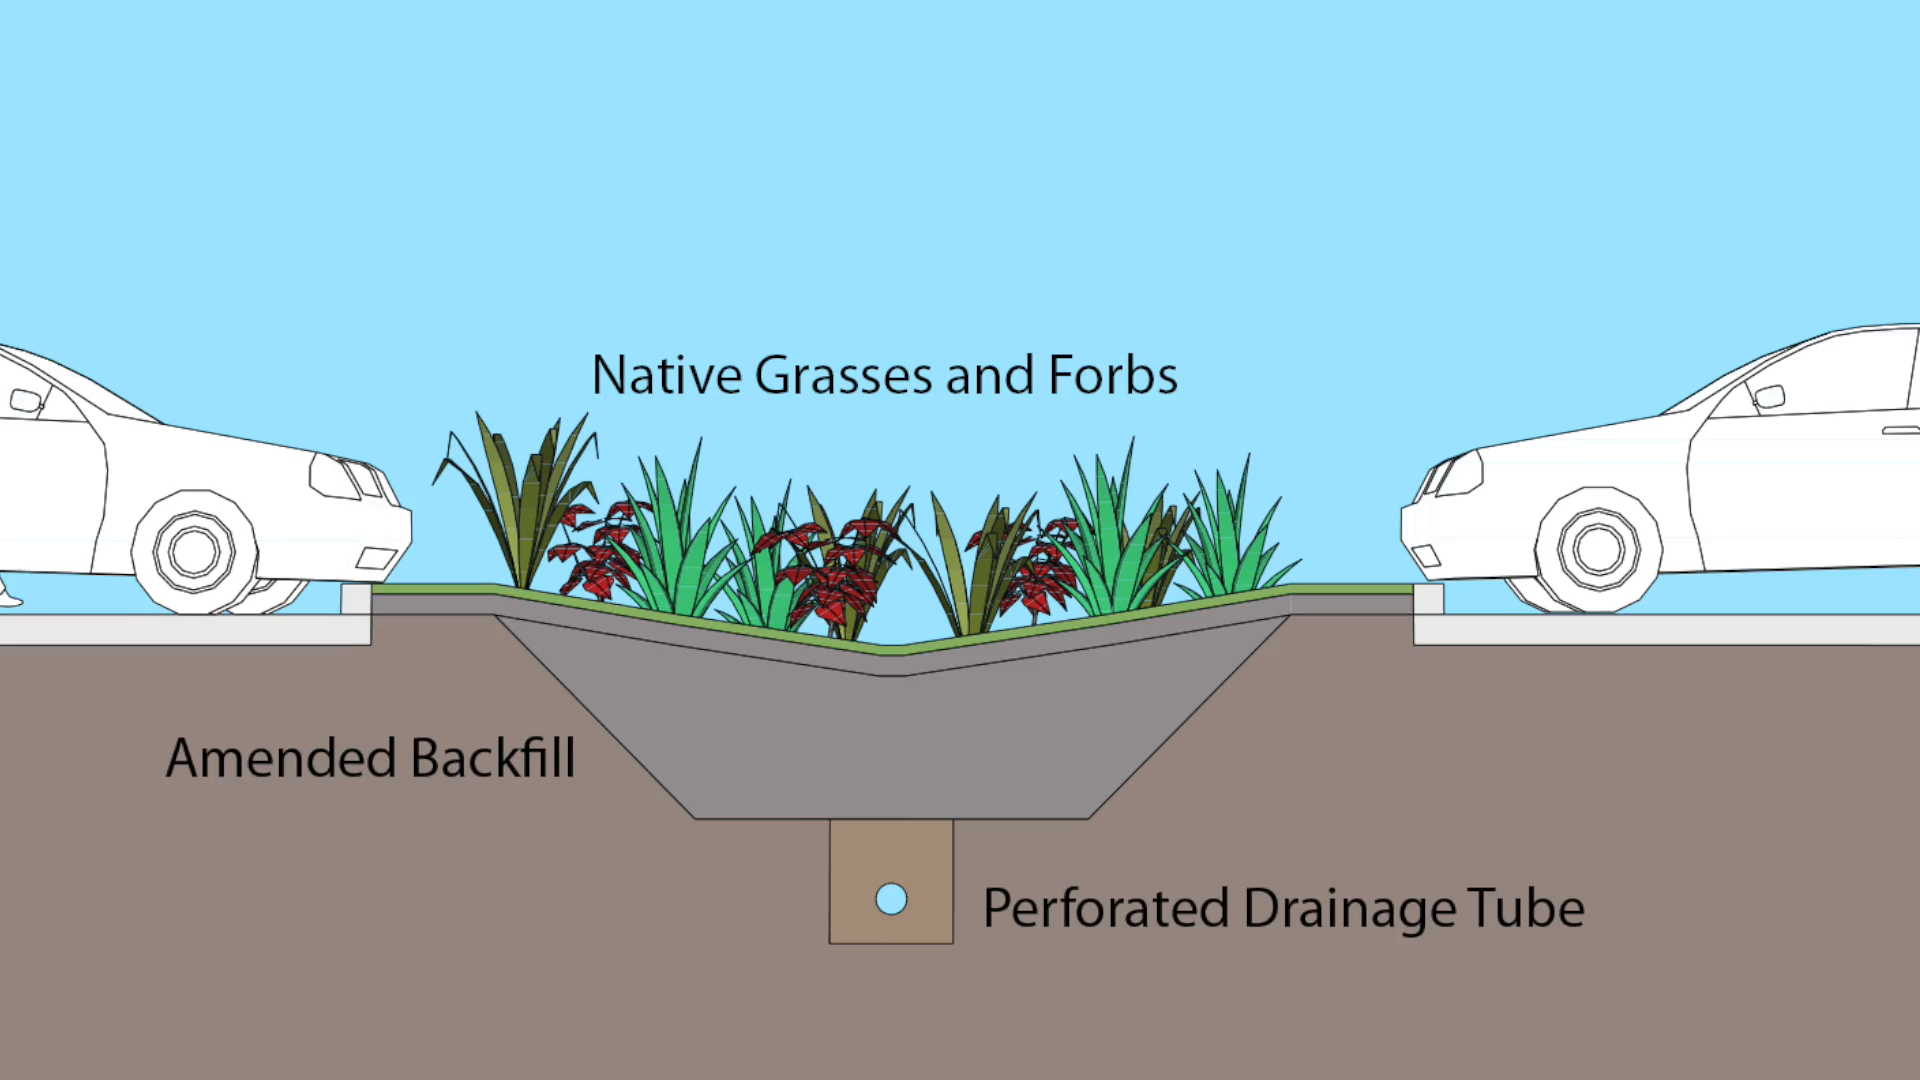 Native Grasses and Forbs
Amended Backfill
Perforated Drainage Tube